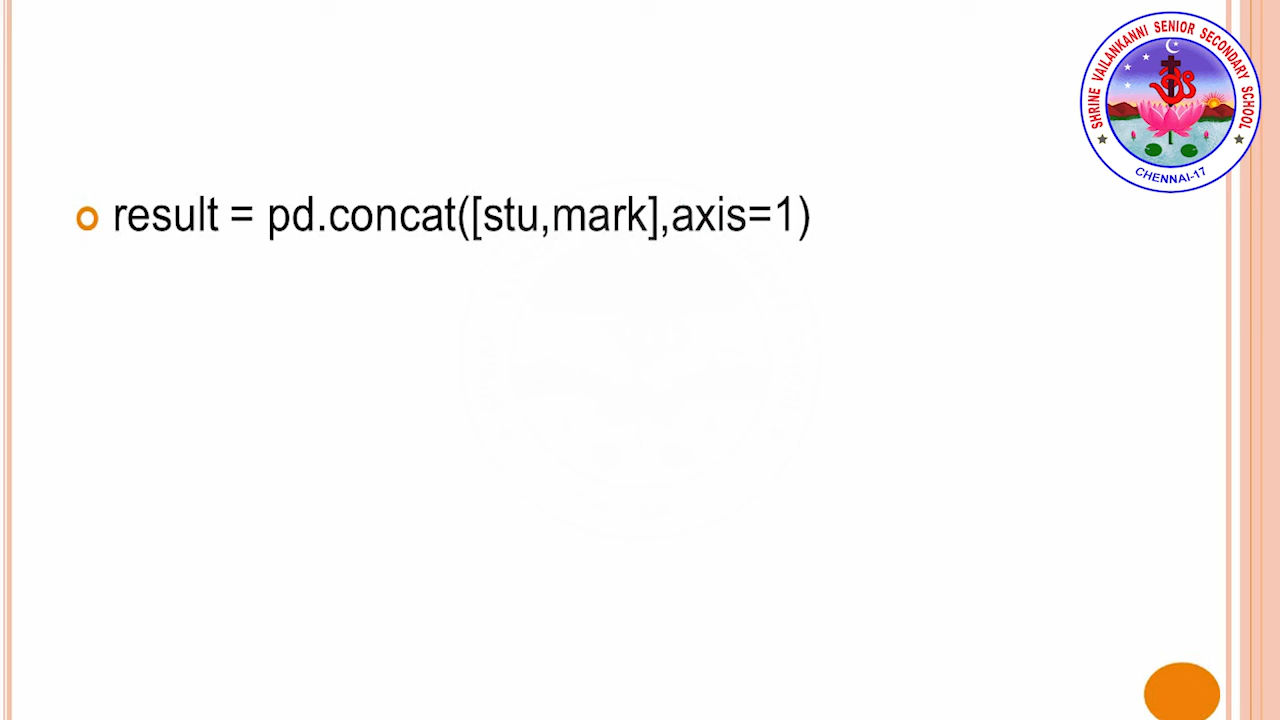 SHRINE VAILANKANNI SENIOR SECONDARY SCHOOL
CHENNAI-17
result = pd.concat([stu,mark],axis=1)